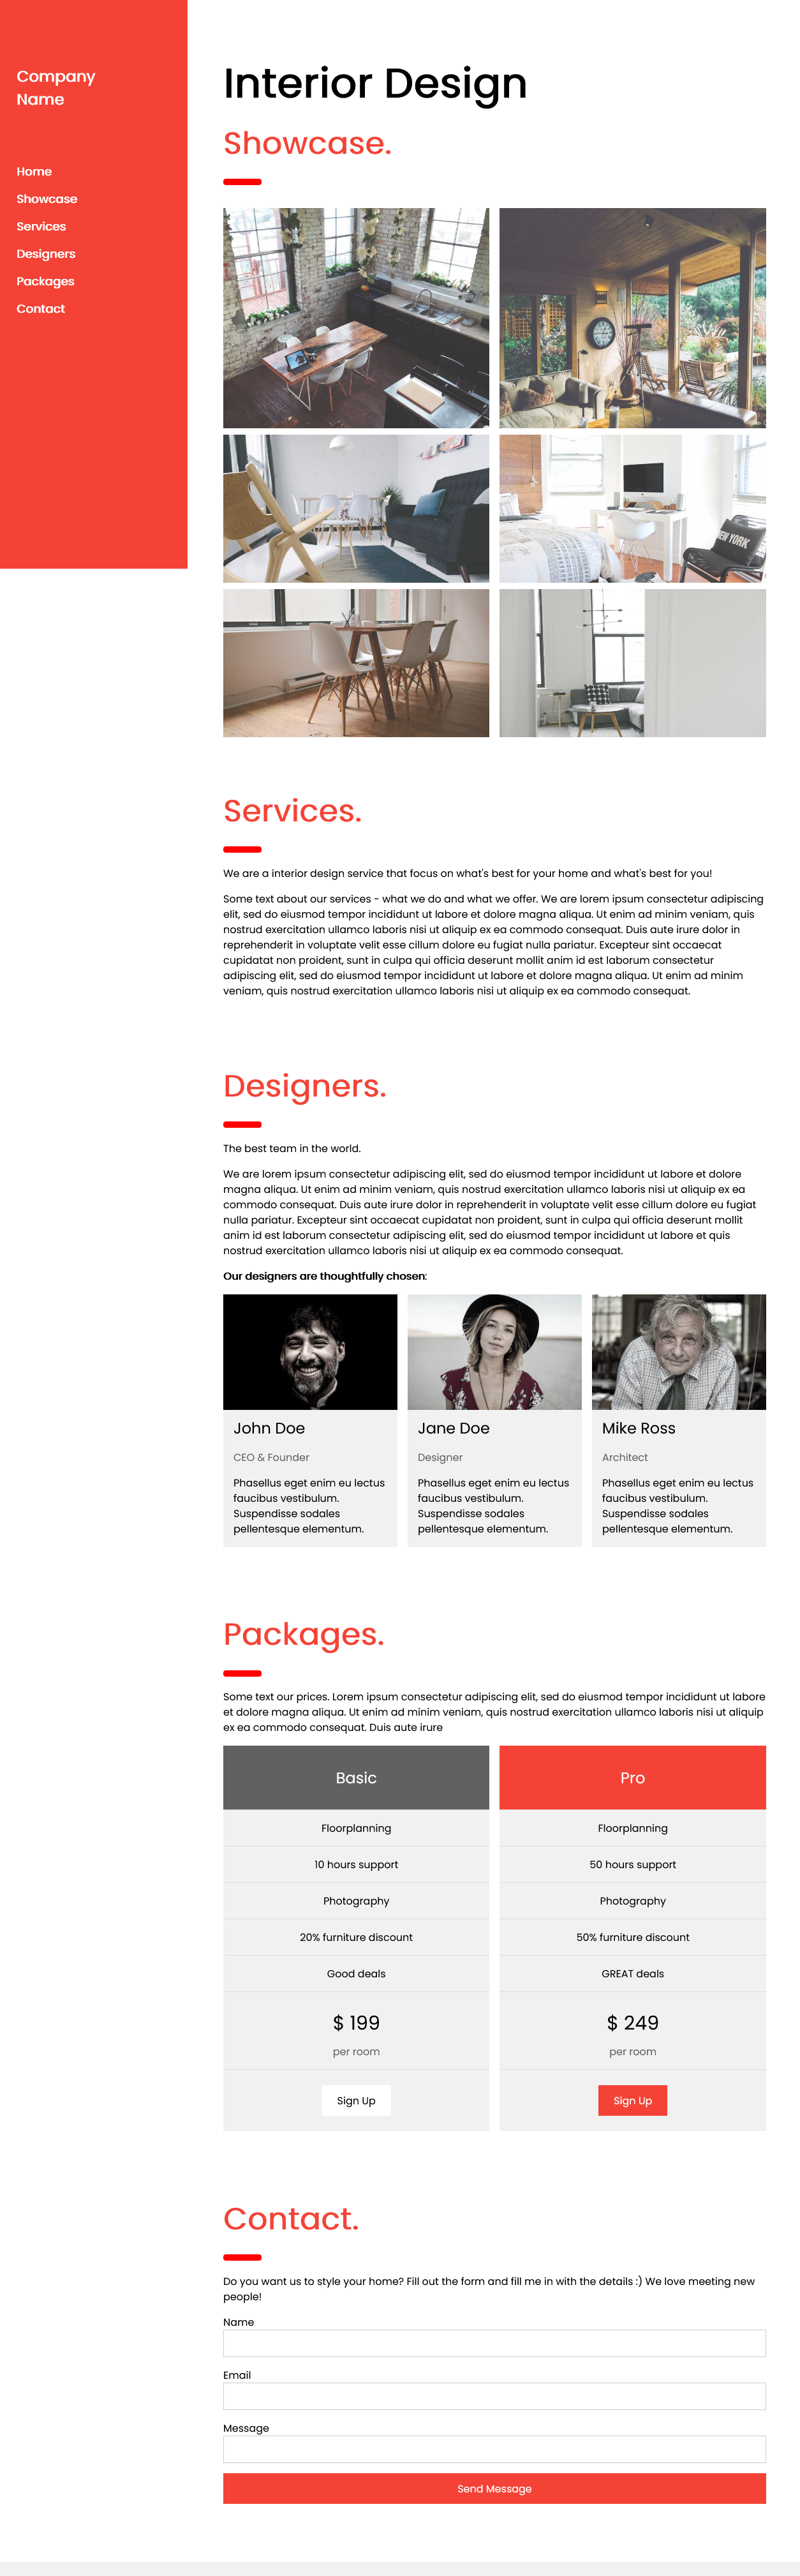 Company
Name
Home
Showcase
Services
Designers
Packages
Contact
Interior Design
Showcase.
NEW YORK
Services.
We are a interior design service that focus on what's best for your home and what's best for you!
Some text about our services - what we do and what we offer. We are lorem ipsum consectetur adipiscing
elit, sed do eiusmod tempor incididunt ut labore et dolore magna aliqua. Ut enim ad minim veniam, quis
nostrud exercitation ullamco laboris nisi ut aliquip ex ea commodo consequat. Duis aute irure dolor in
reprehenderit in voluptate velit esse cillum dolore eu fugiat nulla pariatur. Excepteur sint occaecat
cupidatat non proident, sunt in culpa qui officia deserunt mollit anim id est laborum consectetur
adipiscing elit, sed do eiusmod tempor incididunt ut labore et dolore magna aliqua. Ut enim ad minim
veniam, quis nostrud exercitation ullamco laboris nisi ut aliquip ex ea commodo consequat.
Designers.
The best team in the world.
We are lorem ipsum consectetur adipiscing elit, sed do eiusmod tempor incididunt ut labore et dolore
magna aliqua. Ut enim ad minim veniam, quis nostrud exercitation ullamco laboris nisi ut aliquip ex ea
commodo consequat. Duis aute irure dolor in reprehenderit in voluptate velit esse cillum dolore eu fugiat
nulla pariatur. Excepteur sint occaecat cupidatat non proident, sunt in culpa qui officia deserunt mollit
anim id est laborum consectetur adipiscing elit, sed do eiusmod tempor incididunt ut labore et quis
nostrud exercitation ullamco laboris nisi ut aliquip ex ea commodo consequat.
Our designers are thoughtfully chosen:
John Doe
CEO & Founder
Phasellus eget enim eu lectus
faucibus vestibulum.
Suspendisse sodales
pellentesque elementum.
Jane Doe
Designer
Phasellus eget enim eu lectus
faucibus vestibulum.
Suspendisse sodales
pellentesque elementum.
Mike Ross
Architect
Phasellus eget enim eu lectus
faucibus vestibulum.
Suspendisse sodales
pellentesque elementum.
Packages.
Some text our prices. Lorem ipsum consectetur adipiscing elit, sed do eiusmod tempor incididunt ut labore
et dolore magna aliqua. Ut enim ad minim veniam, quis nostrud exercitation ullamco laboris nisi ut aliquip
ex ea commodo consequat. Duis aute irure
Basic
Floorplanning
10 hours support
Photography
20% furniture discount
Good deals
$ 199
per room
Sign Up
Pro
Floorplanning
50 hours support
Photography
50% furniture discount
GREAT deals
$ 249
per room
Sign Up
Contact.
Do you want us to style your home? Fill out the form and fill me in with the details :) We love meeting new
people!
Name
Email
Message
Send Message